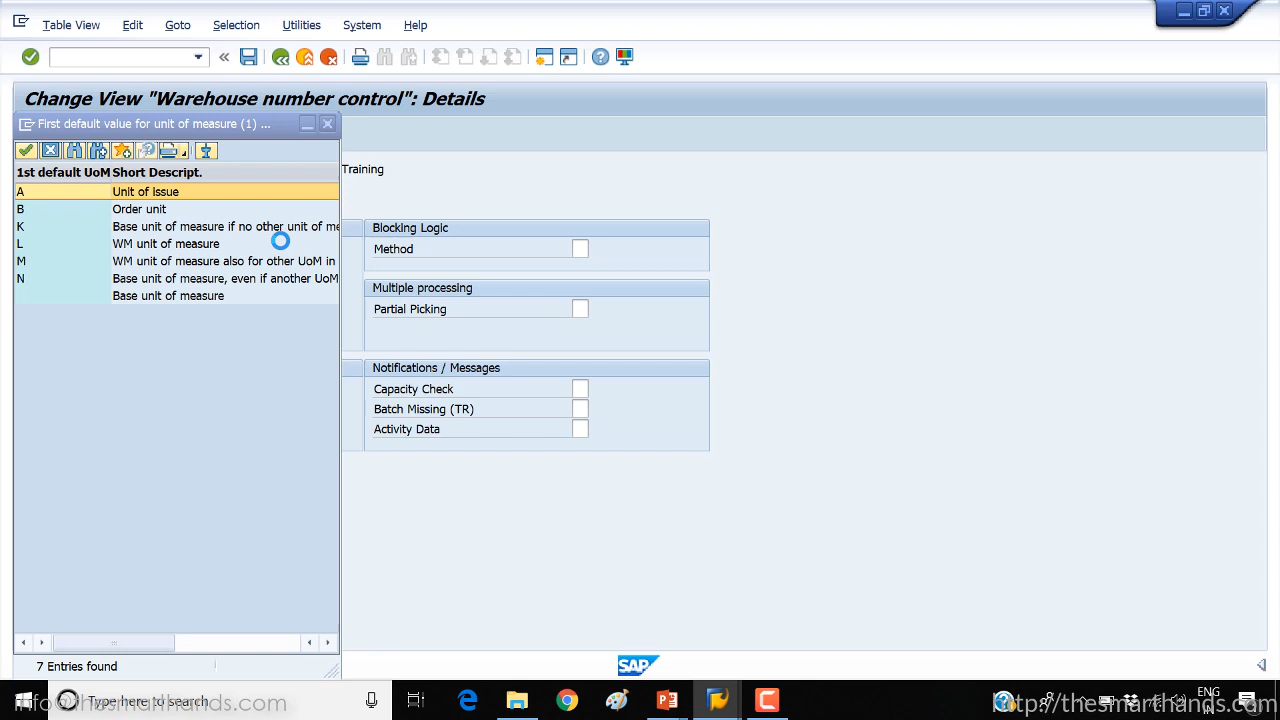 Table View Edit Goto Selection Utilities System Help
Change View "Warehouse number control": Details
First default value for unit of measure (1) ...
Training
1st default UoM Short Descript.
A Unit of Issue
B Order unit
K Base unit of measure if no other unit of me
L WM unit of measure
M WM unit of measure also for other UoM in
N Base unit of measure, even if another UoM
Base unit of measure
Blocking Logic
Method
Multiple processing
Partial Picking
Notifications / Messages
Capacity Check
Batch Missing (TR)
Activity Data
7 Entries found
SAP
Type here to search
ENG
IN
http://thesmarthands.com